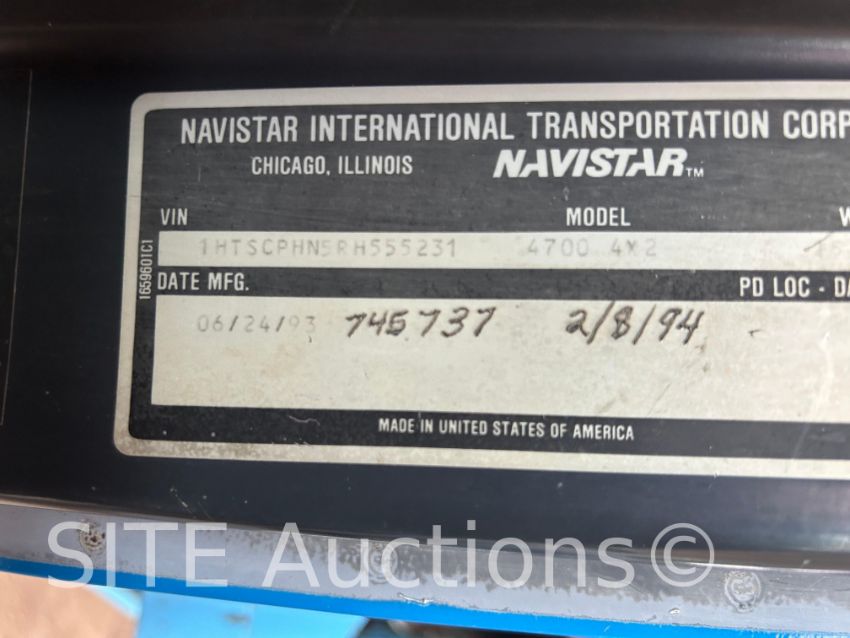 NAVISTAR INTERNATIONAL TRANSPORTATION CORP
CHICAGO, ILLINOIS NAVISTAR™
VIN MODEL W
1HTSCPHN5RH555231 4700 4X2
1659601C1
DATE MFG. PD LOC - DA
06/24/93 745737 2/8/94
MADE IN UNITED STATES OF AMERICA
SITE Auctions©